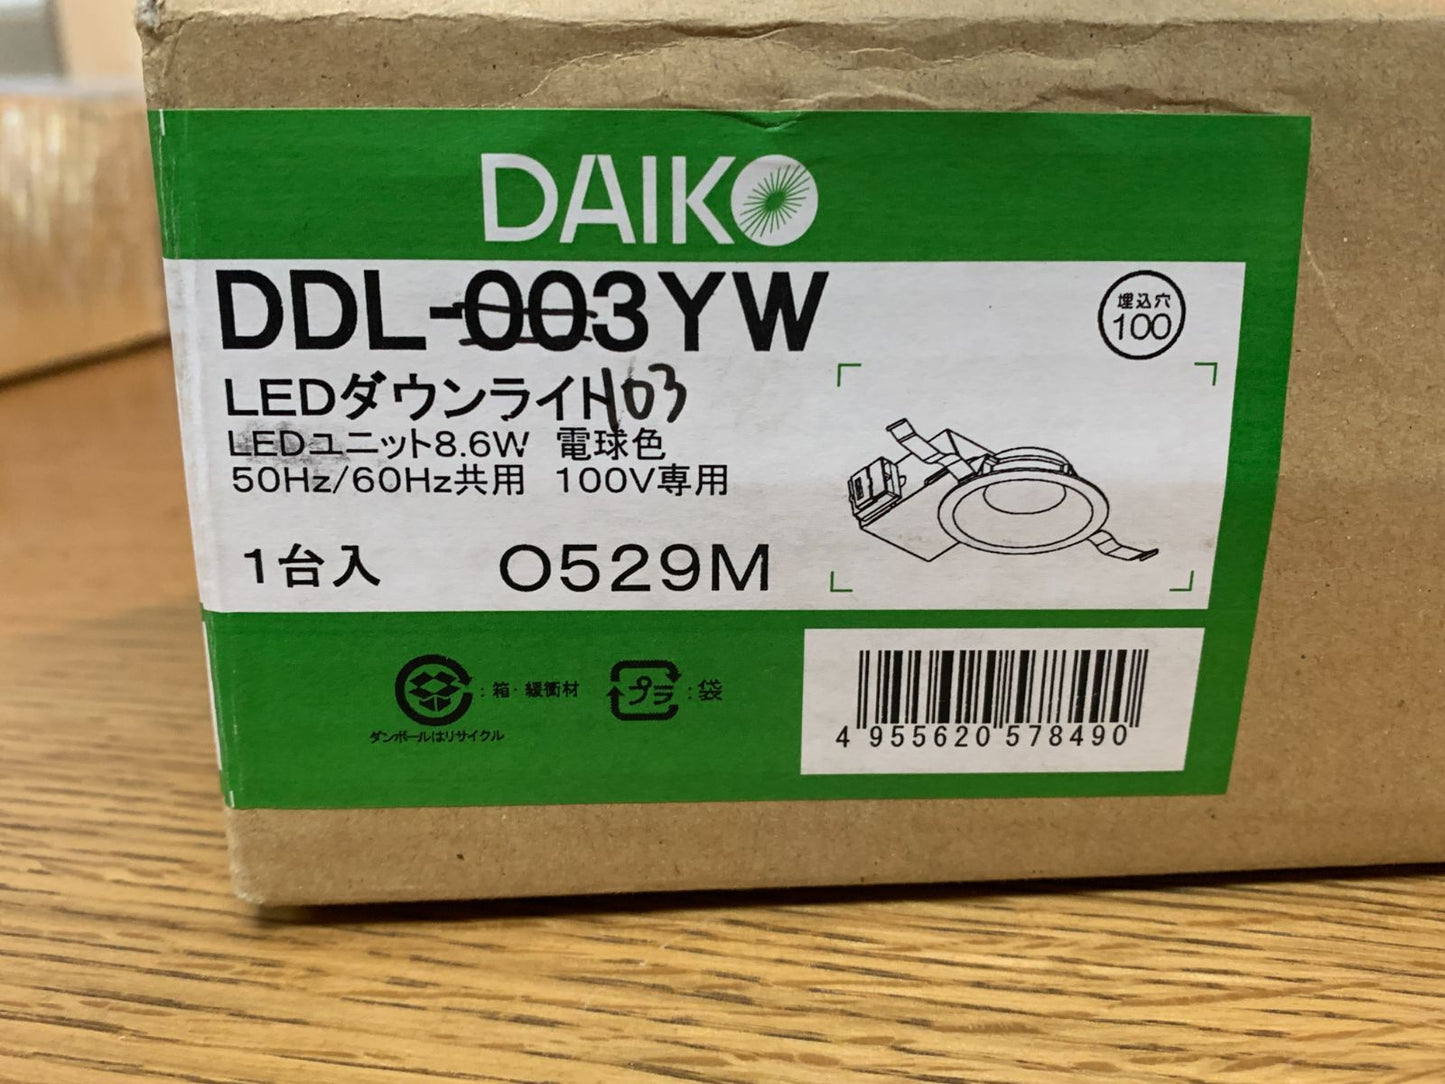 DAIKO
DDL-003YW
埋込穴
100
LEDダウンライト
103
LEDユニット8.6W 電球色
50Hz/60Hz共用 100V専用
1台入 0529M
:箱・緩衝材
プラ:袋
ダンボールはリサイクル
4 955620 578490